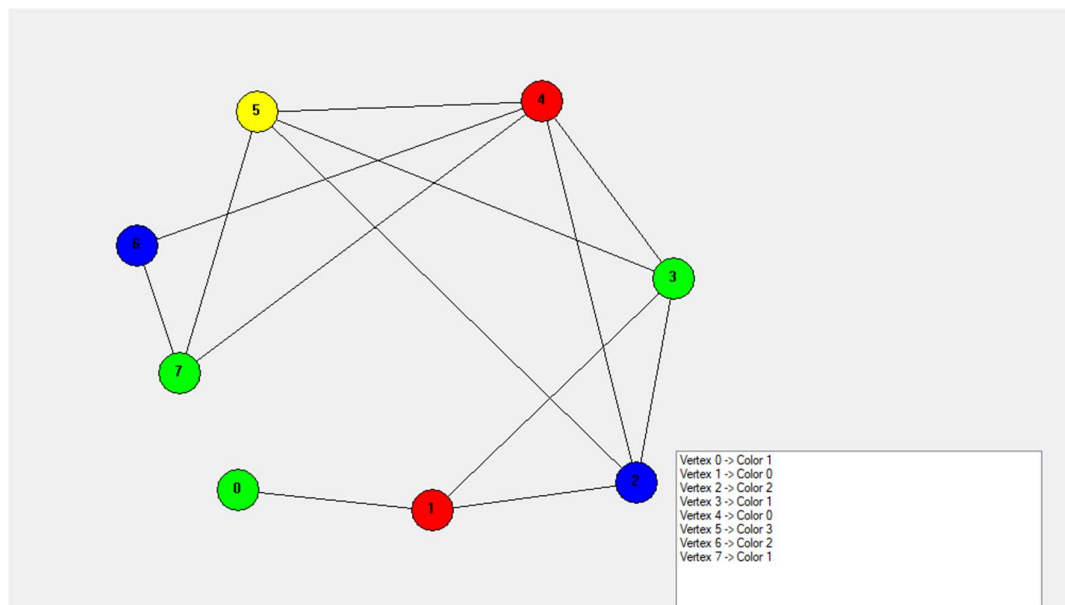 4
5
6
3
7
0
1
2
Vertex 0 -> Color 1
Vertex 1 -> Color 0
Vertex 2 -> Color 2
Vertex 3 -> Color 1
Vertex 4 -> Color 0
Vertex 5 -> Color 3
Vertex 6 -> Color 2
Vertex 7 -> Color 1